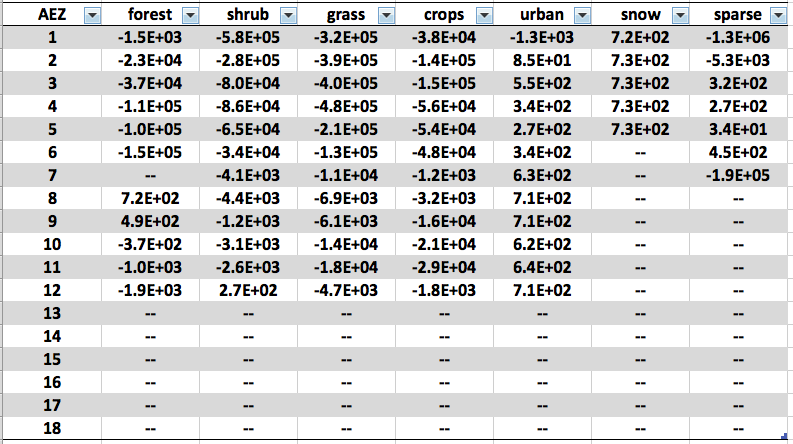 AEZ forest shrub grass crops urban snow sparse
1 -1.5E+03 -5.8E+05 -3.2E+05 -3.8E+04 -1.3E+03 7.2E+02 -1.3E+06
2 -2.3E+04 -2.8E+05 -3.9E+05 -1.4E+05 8.5E+01 7.3E+02 -5.3E+03
3 -3.7E+04 -8.0E+04 -4.0E+05 -1.5E+05 5.5E+02 7.3E+02 3.2E+02
4 -1.1E+05 -8.6E+04 -4.8E+05 -5.6E+04 3.4E+02 7.3E+02 2.7E+02
5 -1.0E+05 -6.5E+04 -2.1E+05 -5.4E+04 2.7E+02 7.3E+02 3.4E+01
6 -1.5E+05 -3.4E+04 -1.3E+05 -4.8E+04 3.4E+02 -- 4.5E+02
7 -- -4.1E+03 -1.1E+04 -1.2E+03 6.3E+02 -- -1.9E+05
8 7.2E+02 -4.4E+03 -6.9E+03 -3.2E+03 7.1E+02 -- --
9 4.9E+02 -1.2E+03 -6.1E+03 -1.6E+04 7.1E+02 -- --
10 -3.7E+02 -3.1E+03 -1.4E+04 -2.1E+04 6.2E+02 -- --
11 -1.0E+03 -2.6E+03 -1.8E+04 -2.9E+04 6.4E+02 -- --
12 -1.9E+03 2.7E+02 -4.7E+03 -1.8E+03 7.1E+02 -- --
13 -- -- -- -- -- -- --
14 -- -- -- -- -- -- --
15 -- -- -- -- -- -- --
16 -- -- -- -- -- -- --
17 -- -- -- -- -- -- --
18 -- -- -- -- -- -- --